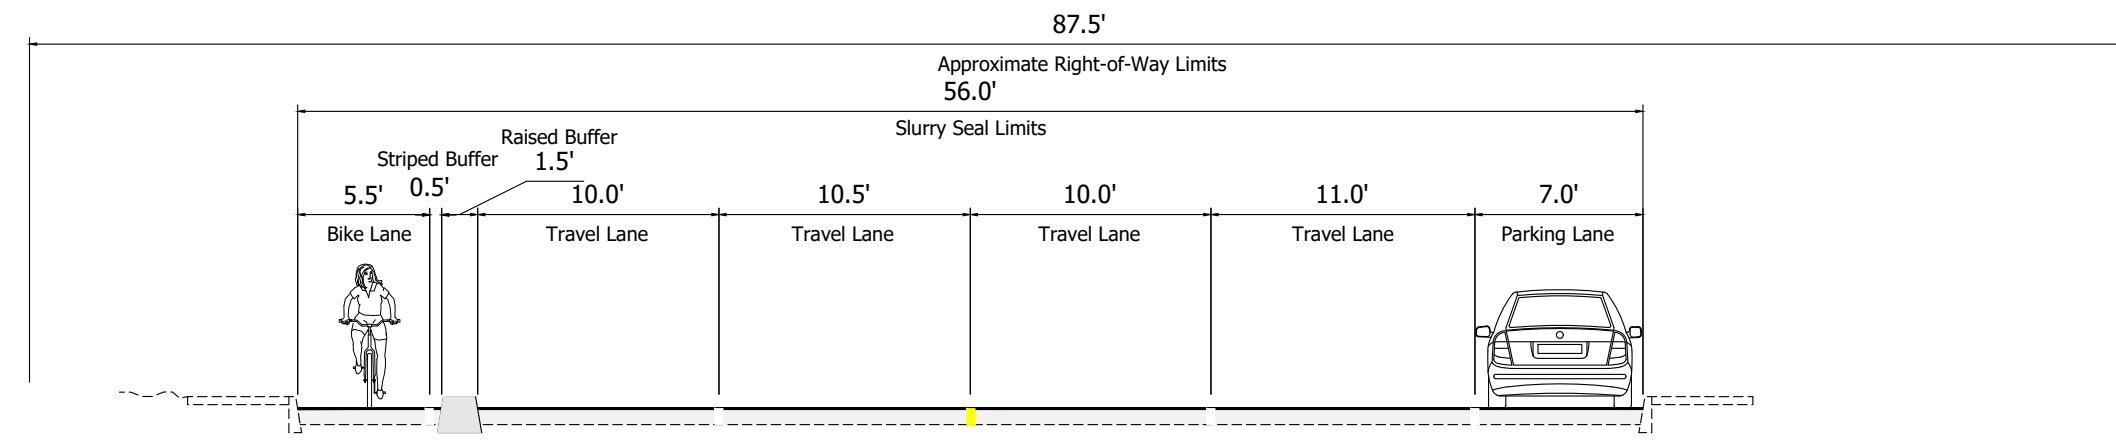 87.5'
Approximate Right-of-Way Limits
56.0'
Slurry Seal Limits
Raised Buffer
1.5'
Striped Buffer
0.5'
5.5'
10.0'
10.5'
10.0'
11.0'
7.0'
Bike Lane
Travel Lane
Travel Lane
Travel Lane
Travel Lane
Parking Lane